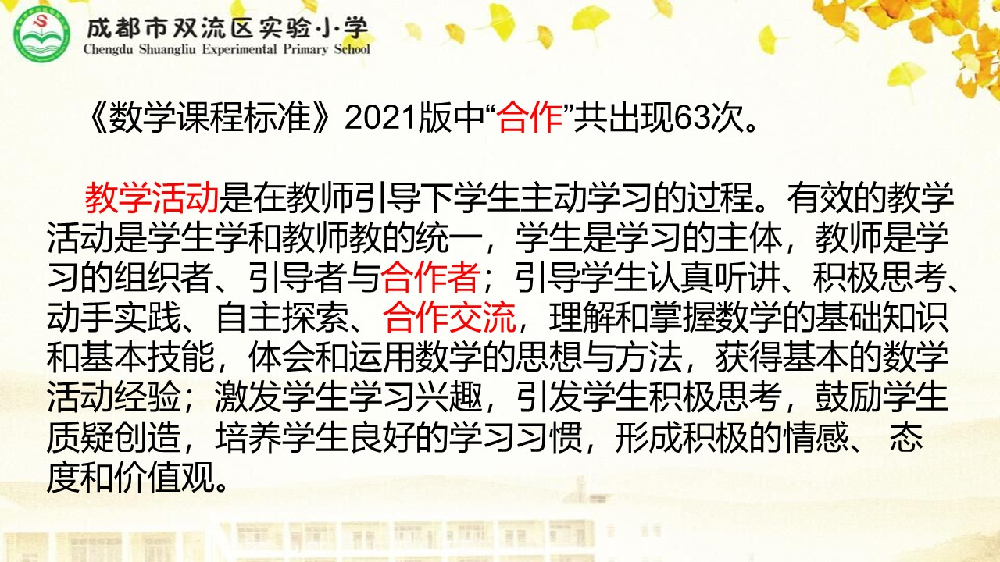 成都市双流区实验小学
Chengdu Shuangliu Experimental Primary School
《数学课程标准》2021版中“合作”共出现63次。
教学活动是在教师引导下学生主动学习的过程。有效的教学
活动是学生学和教师教的统一，学生是学习的主体，教师是学
习的组织者、引导者与合作者；引导学生认真听讲、积极思考、
动手实践、自主探索、合作交流，理解和掌握数学的基础知识
和基本技能，体会和运用数学的思想与方法，获得基本的数学
活动经验；激发学生学习兴趣，引发学生积极思考，鼓励学生
质疑创造，培养学生良好的学习习惯，形成积极的情感、 态
度和价值观。